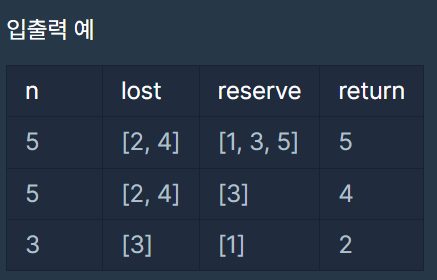 입출력 예
n lost reserve return
5 [2, 4] [1, 3, 5] 5
5 [2, 4] [3] 4
3 [3] [1] 2